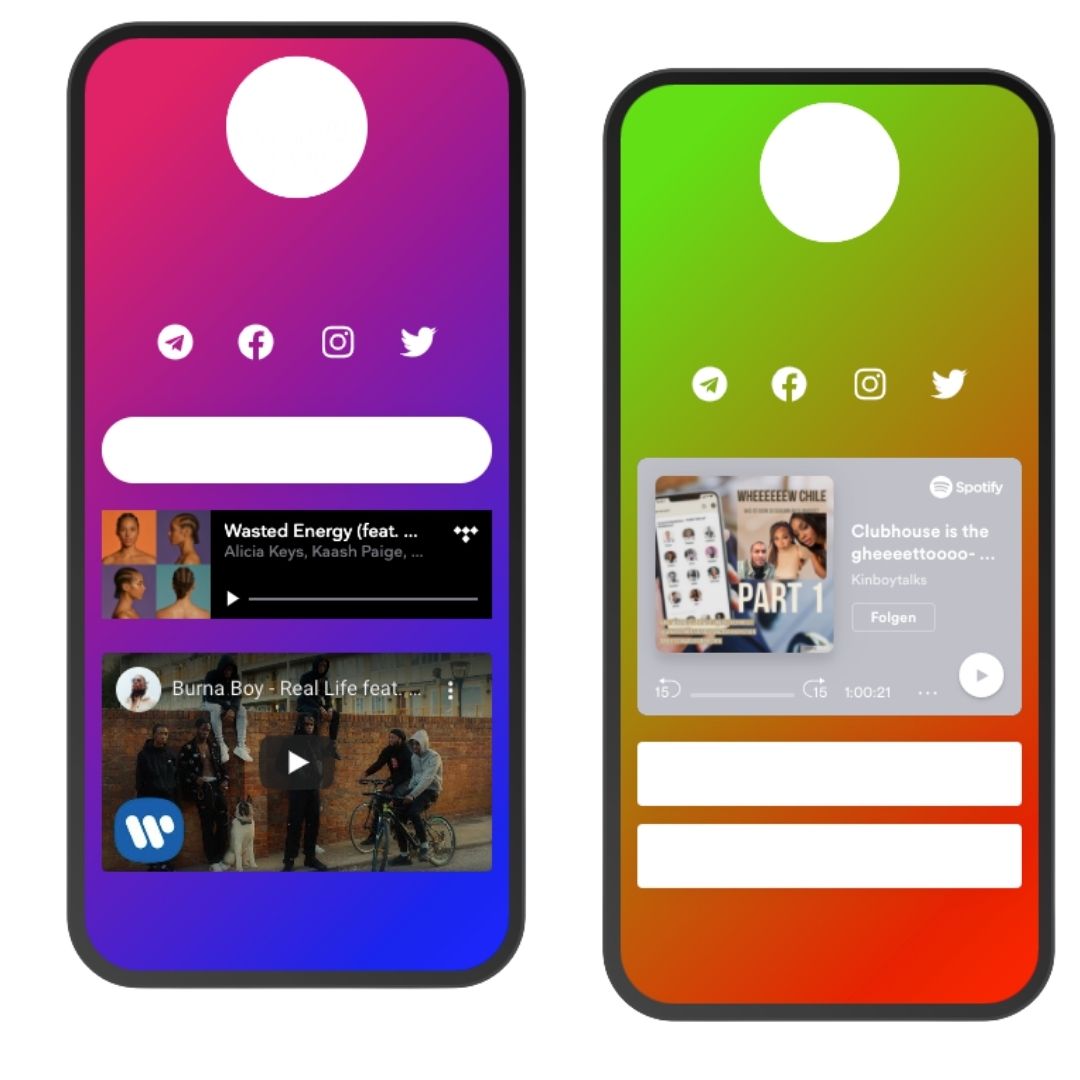 Wasted Energy (feat. ...
Alicia Keys, Kaash Paige, ...
Burna Boy - Real Life feat. ...
WHEEEEEEW CHILE
PART 1
Spotify
Clubhouse is the
gheeeettoooo- ...
Kinboytalks
Folgen
15
15
1:00:21
...